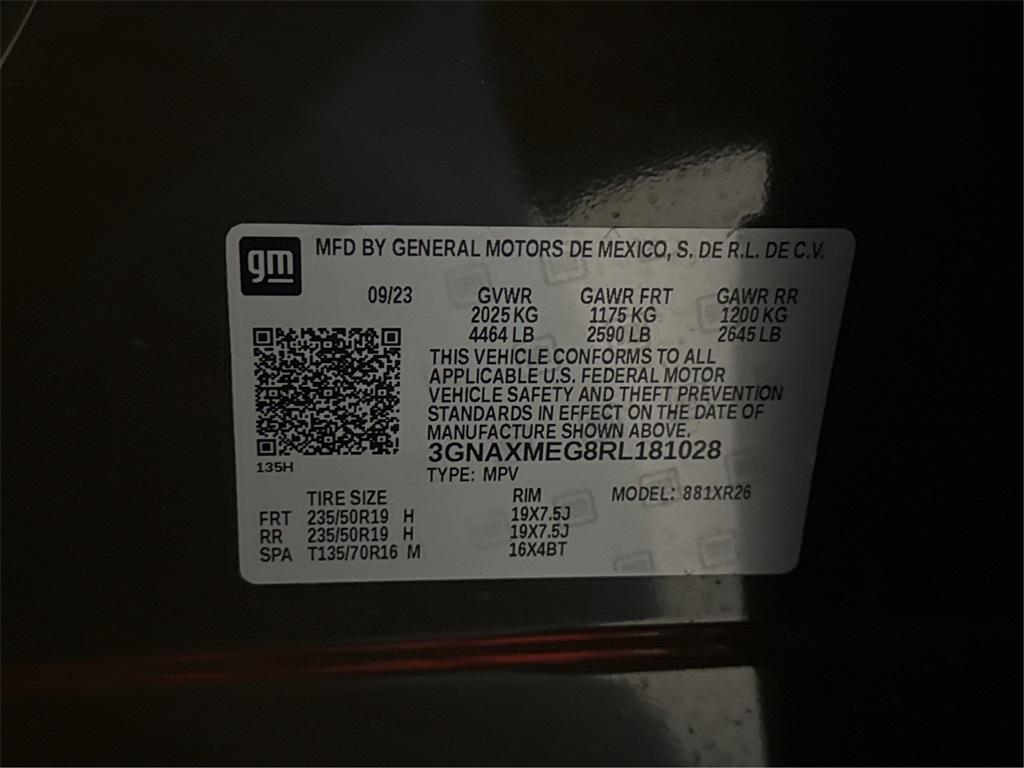 gm
MFD BY GENERAL MOTORS DE MEXICO, S. DE R.L. DE C.V.
09/23 GVWR GAWR FRT GAWR RR
2025 KG 1175 KG 1200 KG
4464 LB 2590 LB 2645 LB
THIS VEHICLE CONFORMS TO ALL
APPLICABLE U.S. FEDERAL MOTOR
VEHICLE SAFETY AND THEFT PREVENTION
STANDARDS IN EFFECT ON THE DATE OF
MANUFACTURE SHOWN ABOVE.
3GNAXMEG8RL181028
135H
TYPE: MPV
TIRE SIZE RIM MODEL: 881XR26
FRT 235/50R19 H 19X7.5J
RR 235/50R19 H 19X7.5J
SPA T135/70R16 M 16X4BT